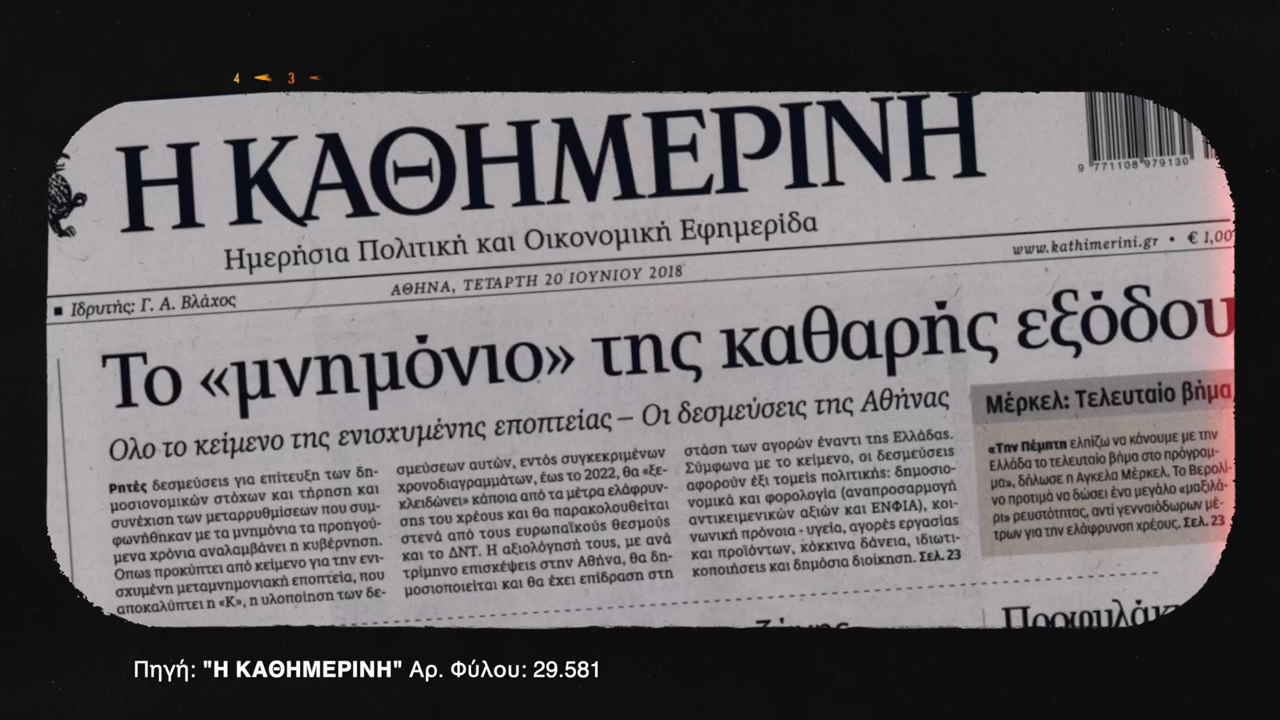 4 3
Η ΚΑΘΗΜΕΡΙΝΗ
9 771108 979130
Ημερήσια Πολιτική και Οικονομική Εφημερίδα
■ Ιδρυτής: Γ. Α. Βλάχος
ΑΘΗΝΑ, ΤΕΤΑΡΤΗ 20 ΙΟΥΝΙΟΥ 2018
www.kathimerini.gr • € 1,00
Το «μνημόνιο» της καθαρής εξόδου
Ολο το κείμενο της ενισχυμένης εποπτείας – Οι δεσμεύσεις της Αθήνας
Ρητές δεσμεύσεις για επίτευξη των δη-
μοσιονομικών στόχων και τήρηση και
συνέχιση των μεταρρυθμίσεων που συμ-
φωνήθηκαν με τα μνημόνια τα προηγού-
μενα χρόνια αναλαμβάνει η κυβέρνηση.
Οπως προκύπτει από κείμενο για την ενι-
σχυμένη μεταμνημονιακή εποπτεία, που
αποκαλύπτει η «Κ», η υλοποίηση των δε-
σμεύσεων αυτών, εντός συγκεκριμένων
χρονοδιαγραμμάτων, έως το 2022, θα «ξε-
κλειδώνει» κάποια από τα μέτρα ελάφρυν-
σης του χρέους και θα παρακολουθείται
στενά από τους ευρωπαϊκούς θεσμούς
και το ΔΝΤ. Η αξιολόγησή τους, με ανά
τρίμηνο επισκέψεις στην Αθήνα, θα δη-
μοσιοποιείται και θα έχει επίδραση στη
στάση των αγορών έναντι της Ελλάδας.
Σύμφωνα με το κείμενο, οι δεσμεύσεις
αφορούν έξι τομείς πολιτικής: δημοσιο-
νομικά και φορολογία (αναπροσαρμογή
αντικειμενικών αξιών και ΕΝΦΙΑ), κοι-
νωνική πρόνοια - υγεία, αγορές εργασίας
και προϊόντων, κόκκινα δάνεια, ιδιωτι-
κοποιήσεις και δημόσια διοίκηση. Σελ. 23
Μέρκελ: Τελευταίο βήμα
«Την Πέμπτη ελπίζω να κάνουμε με την
Ελλάδα το τελευταίο βήμα στο πρόγραμ-
μα», δήλωσε η Αγκελα Μέρκελ. Το Βερολί-
νο προτιμά να δώσει ένα μεγάλο «μαξιλά-
ρι» ρευστότητας, αντί γενναιόδωρων μέ-
τρων για την ελάφρυνση χρέους. Σελ. 23
Πηγή: "Η ΚΑΘΗΜΕΡΙΝΗ" Αρ. Φύλου: 29.581